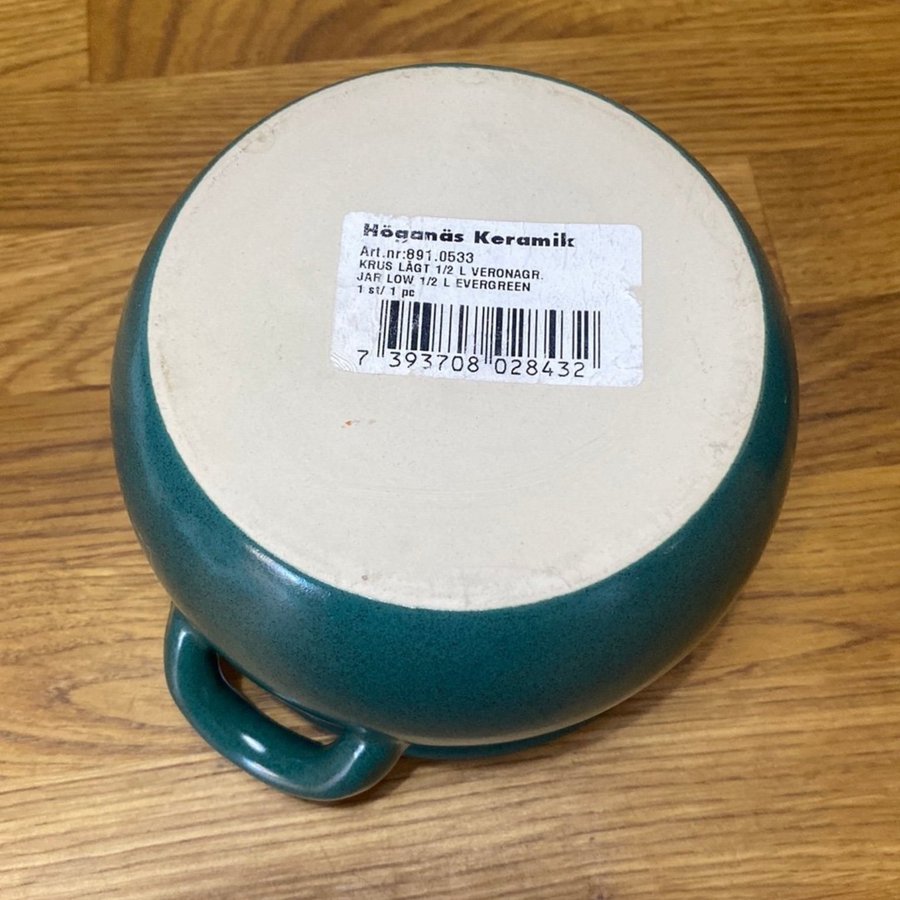 Höganäs Keramik
Art.nr:891.0533
KRUS LÅGT 1/2 L VERONAGR.
JAR LOW 1/2 L EVERGREEN
1 st/ 1 pc
7 393708 028432